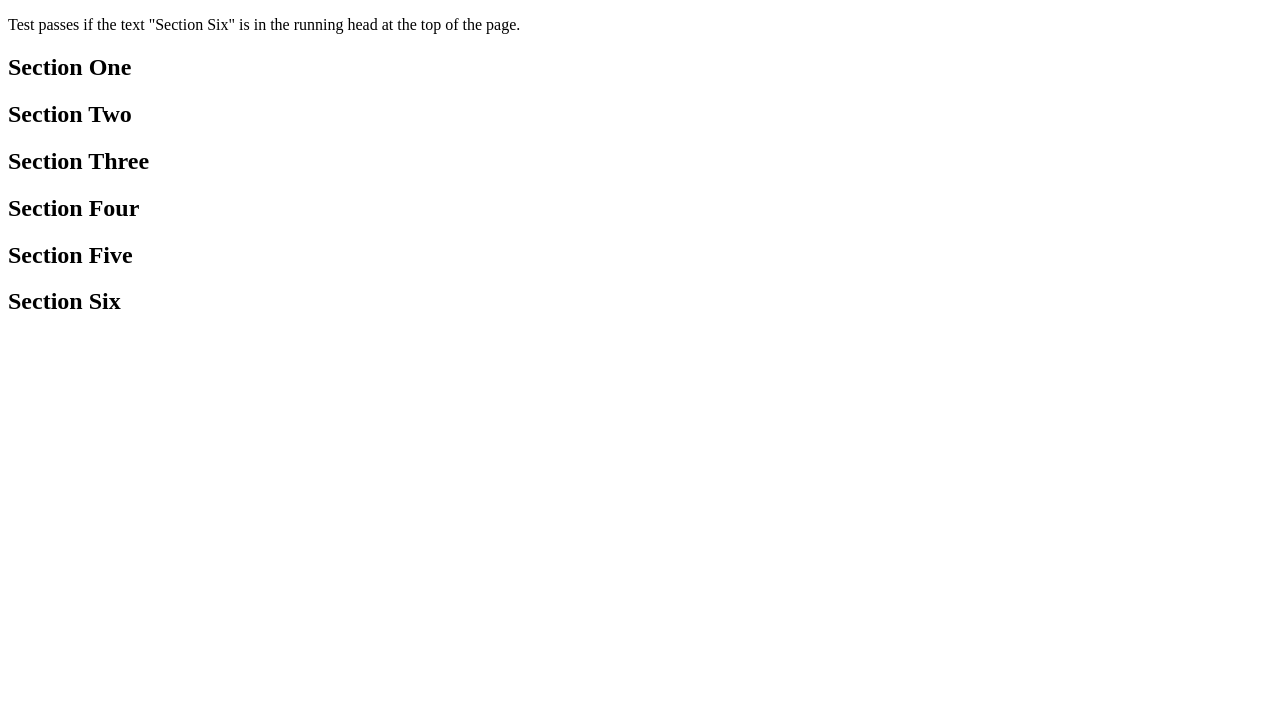 Test passes if the text "Section Six" is in the running head at the top of the page.
Section One
Section Two
Section Three
Section Four
Section Five
Section Six